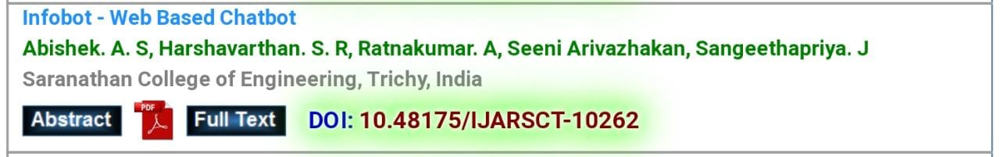 Infobot - Web Based Chatbot
Abishek. A. S, Harshavarthan. S. R, Ratnakumar. A, Seeni Arivazhakan, Sangeethapriya. J
Saranathan College of Engineering, Trichy, India
Abstract PDF Full Text DOI: 10.48175/IJARSCT-10262